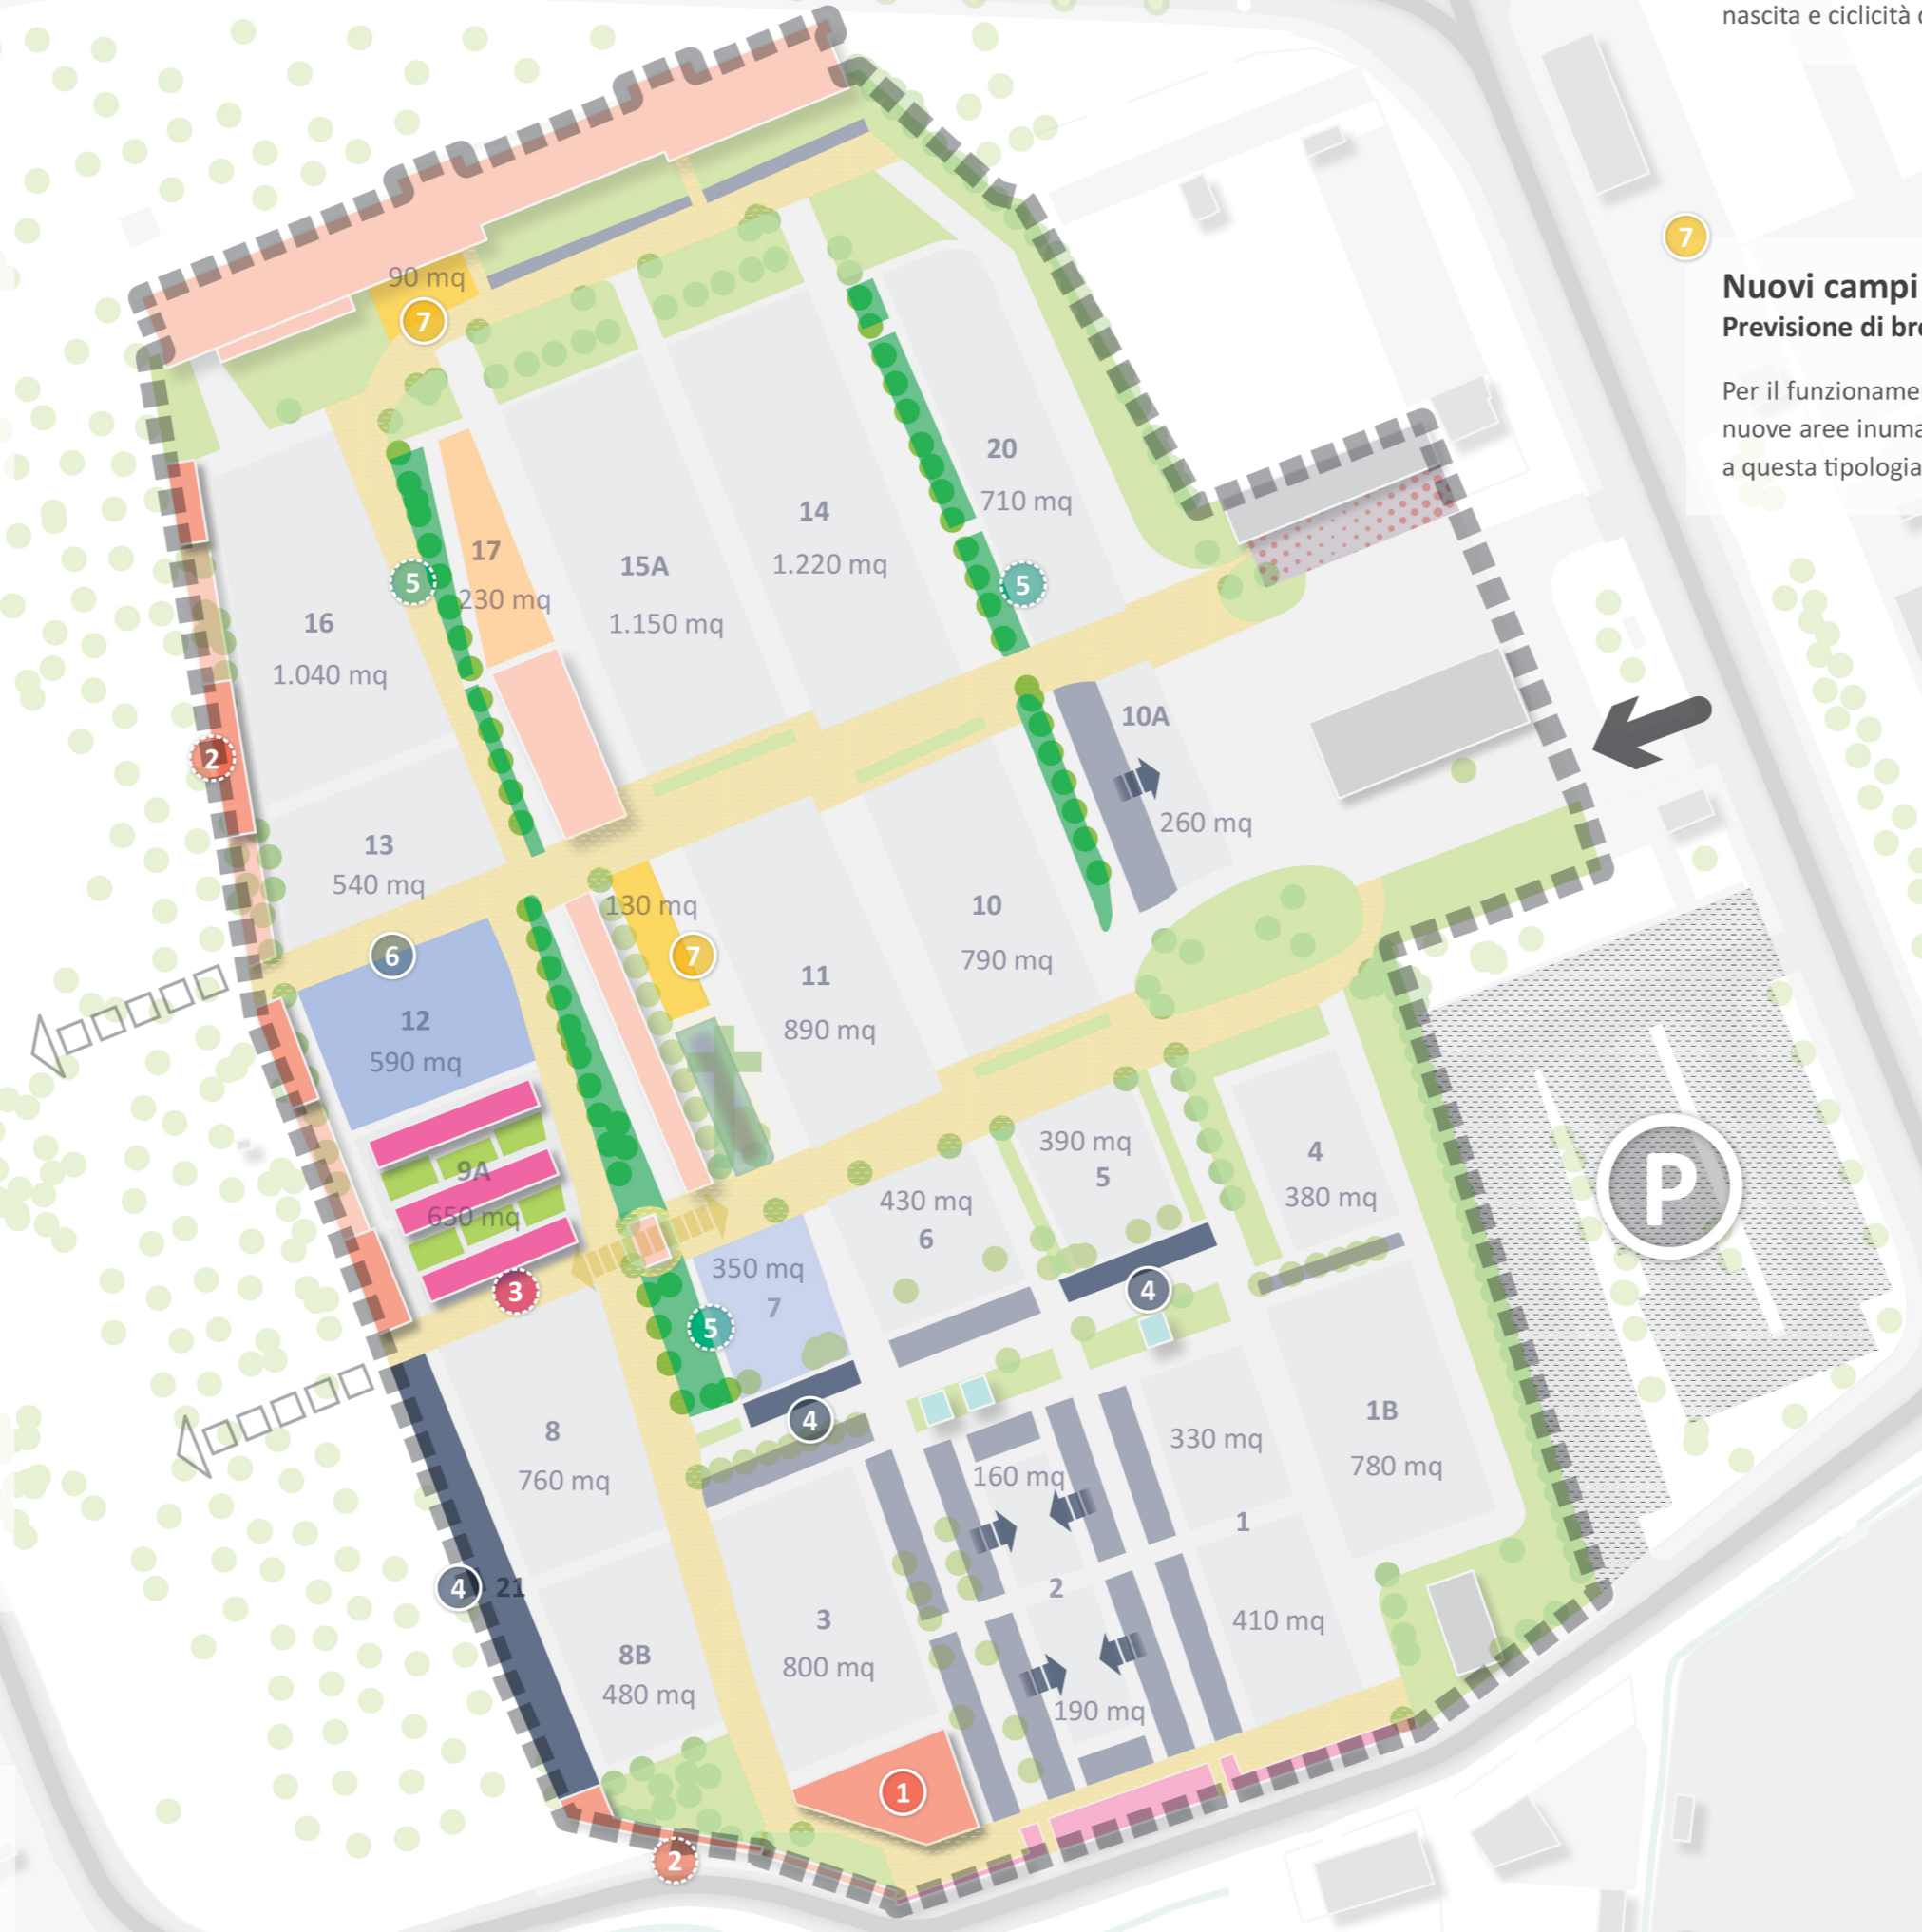 nascita e ciclicità
7
Nuovi campi
Previsione di
Per il
nuove aree
a questa tipologia
90 mq
7
20
710 mq
14
1.220 mq
17
230 mq
15A
1.150 mq
5
5
16
1.040 mq
2
10A
260 mq
13
540 mq
130 mq
7
10
790 mq
6
12
590 mq
11
890 mq
390 mq
5
4
380 mq
P
9A
650 mq
430 mq
6
3
350 mq
7
5
4
4
8
760 mq
160 mq
330 mq
1
1B
780 mq
4
21
2
410 mq
3
800 mq
8B
480 mq
190 mq
1
2